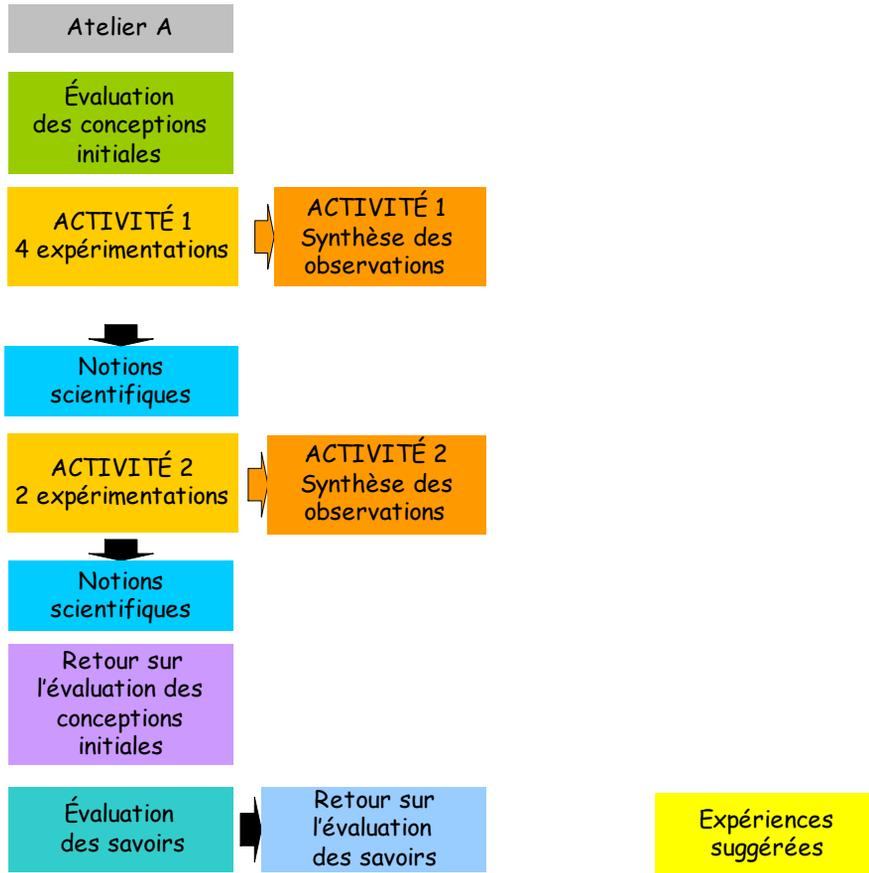 Atelier A
Évaluation
des conceptions
initiales
ACTIVITÉ 1
4 expérimentations
ACTIVITÉ 1
Synthèse des
observations
Notions
scientifiques
ACTIVITÉ 2
2 expérimentations
ACTIVITÉ 2
Synthèse des
observations
Notions
scientifiques
Retour sur
l'évaluation des
conceptions
initiales
Évaluation
des savoirs
Retour sur
l'évaluation
des savoirs
Expériences
suggérées